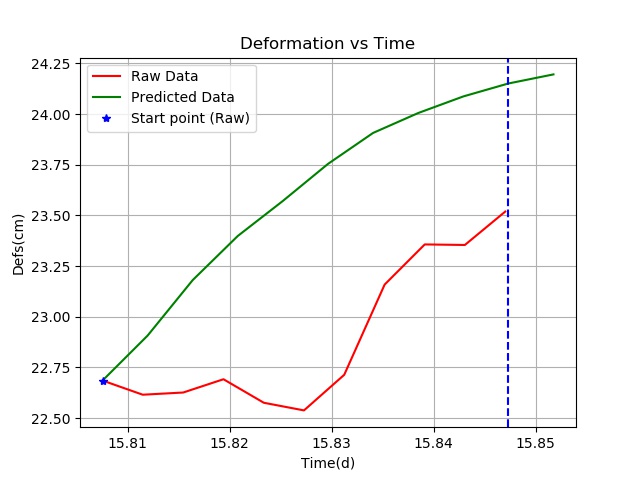 Deformation vs Time
Raw Data
Predicted Data
Start point (Raw)
24.25
24.00
23.75
23.50
23.25
23.00
22.75
22.50
Defs(cm)
15.81 15.82 15.83 15.84 15.85
Time(d)